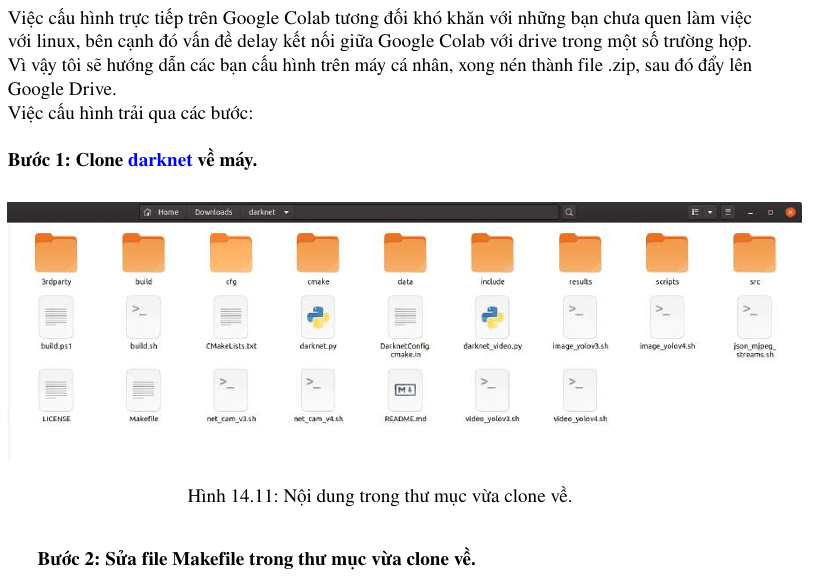 Việc cấu hình trực tiếp trên Google Colab tương đối khó khăn với những bạn chưa quen làm việc
với linux, bên cạnh đó vấn đề delay kết nối giữa Google Colab với drive trong một số trường hợp.
Vì vậy tôi sẽ hướng dẫn các bạn cấu hình trên máy cá nhân, xong nén thành file .zip, sau đó đẩy lên
Google Drive.
Việc cấu hình trải qua các bước:
Bước 1: Clone darknet về máy.
Home Downloads darknet
3rdparty build cfg cmake data include results scripts src
build.ps1 build.sh CMakeLists.txt darknet.py DarknetConfig. darknet_video.py image_yolov3.sh image_yolov4.sh json_mjpeg_
cmake.in streams.sh
LICENSE Makefile net_cam_v3.sh net_cam_v4.sh README.md video_yolov3.sh video_yolov4.sh
Hình 14.11: Nội dung trong thư mục vừa clone về.
Bước 2: Sửa file Makefile trong thư mục vừa clone về.